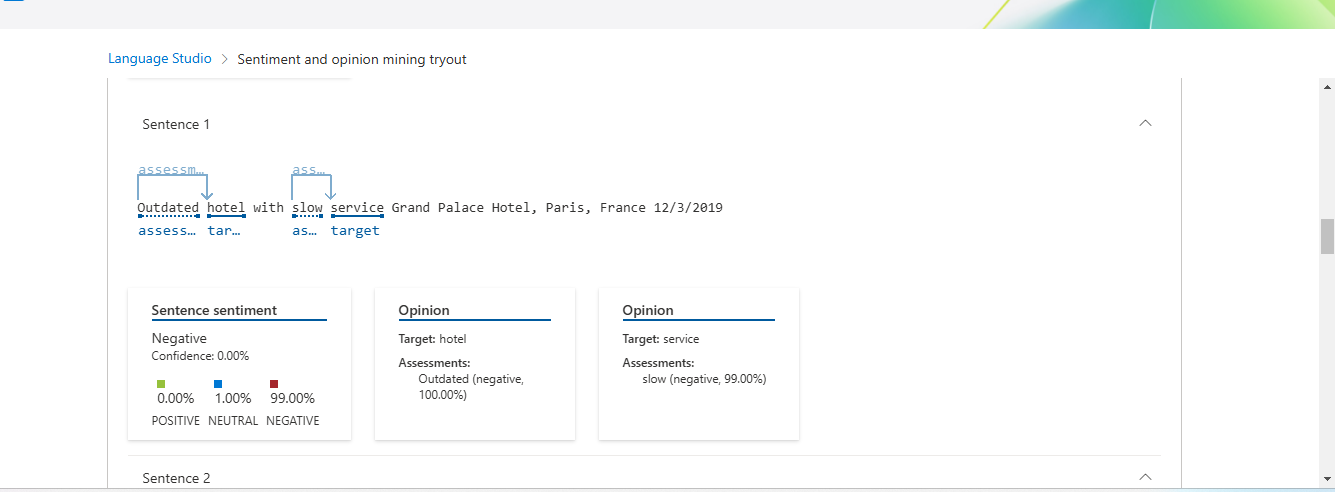 Language Studio > Sentiment and opinion mining tryout
Sentence 1
assessm… ass…
Outdated hotel with slow service Grand Palace Hotel, Paris, France 12/3/2019
assess… tar… as… target
Sentence sentiment
Negative
Confidence: 0.00%
0.00% 1.00% 99.00%
POSITIVE NEUTRAL NEGATIVE
Opinion
Target: hotel
Assessments:
Outdated (negative,
100.00%)
Opinion
Target: service
Assessments:
slow (negative, 99.00%)
Sentence 2